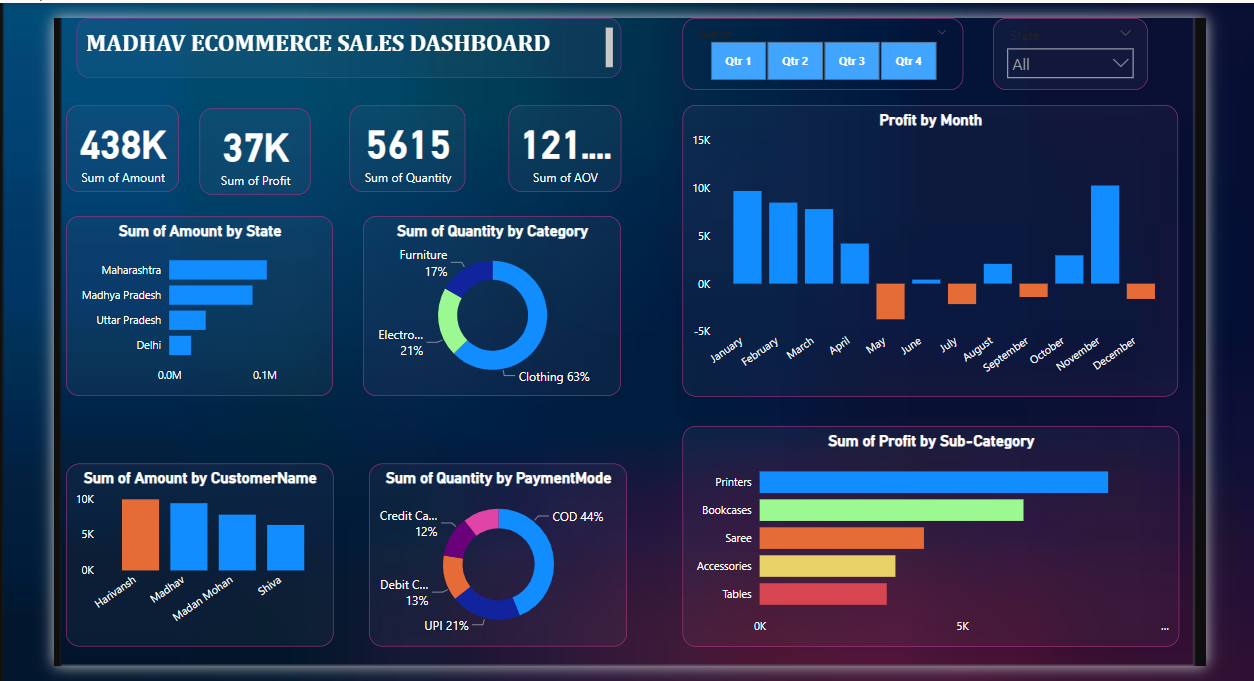 MADHAV ECOMMERCE SALES DASHBOARD
Qtr 1 Qtr 2 Qtr 3 Qtr 4
State
All
438K
Sum of Amount
37K
Sum of Profit
5615
Sum of Quantity
121....
Sum of AOV
Sum of Amount by State
Maharashtra
Madhya Pradesh
Uttar Pradesh
Delhi
0.0M 0.1M
Sum of Quantity by Category
Furniture
17%
Electro...
21%
Clothing 63%
Profit by Month
15K
10K
5K
0K
-5K
January February March April May June July August September October November December
Sum of Amount by CustomerName
10K
5K
0K
Harivansh Madhav Madan Mohan Shiva
Sum of Quantity by PaymentMode
Credit Ca...
12%
COD 44%
Debit C...
13%
UPI 21%
Sum of Profit by Sub-Category
Printers
Bookcases
Saree
Accessories
Tables
0K 5K ...